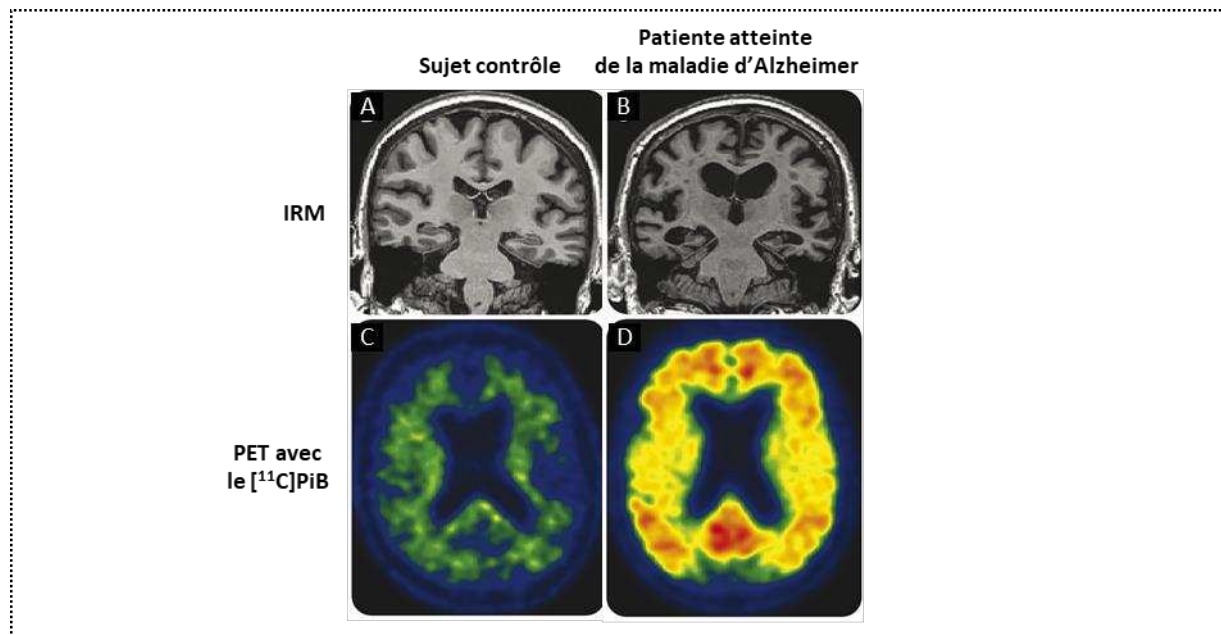 Patiente atteinte
Sujet contrôle de la maladie d'Alzheimer
A B
IRM
C D
PET avec
le [¹¹C]PiB